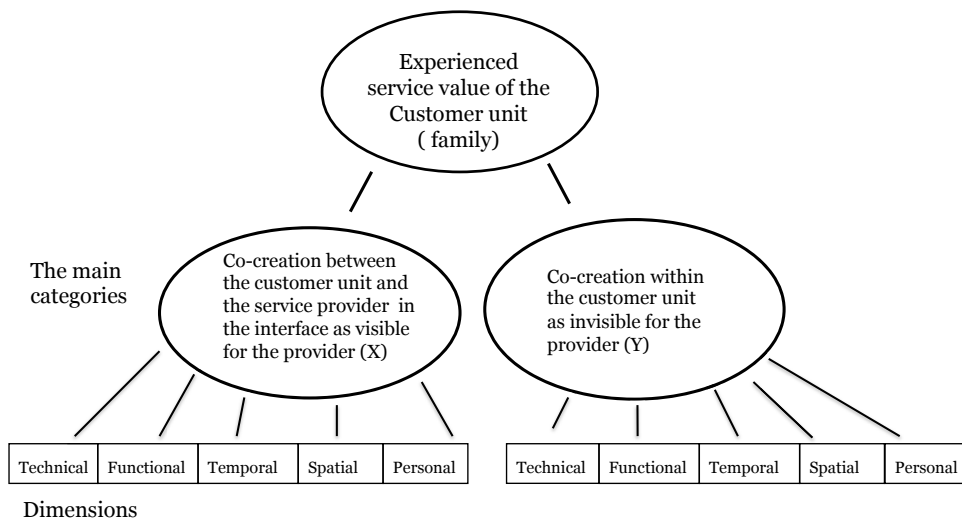 Experienced
service value of the
Customer unit
( family)
The main
categories
Co-creation between
the customer unit and
the service provider in
the interface as visible
for the provider (X)
Co-creation within
the customer unit
as invisible for the
provider (Y)
Technical Functional Temporal Spatial Personal
Technical Functional Temporal Spatial Personal
Dimensions